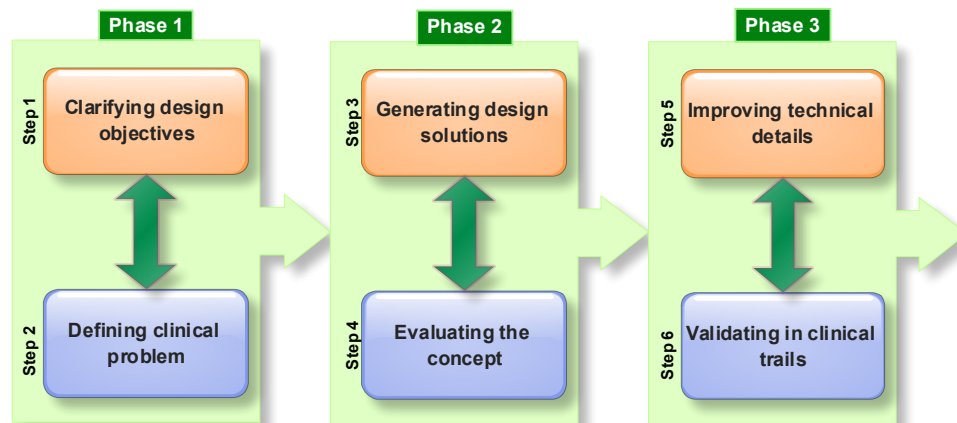 Phase 1
Step 1
Clarifying design
objectives
Step 2
Defining clinical
problem
Phase 2
Step 3
Generating design
solutions
Step 4
Evaluating the
concept
Phase 3
Step 5
Improving technical
details
Step 6
Validating in clinical
trails